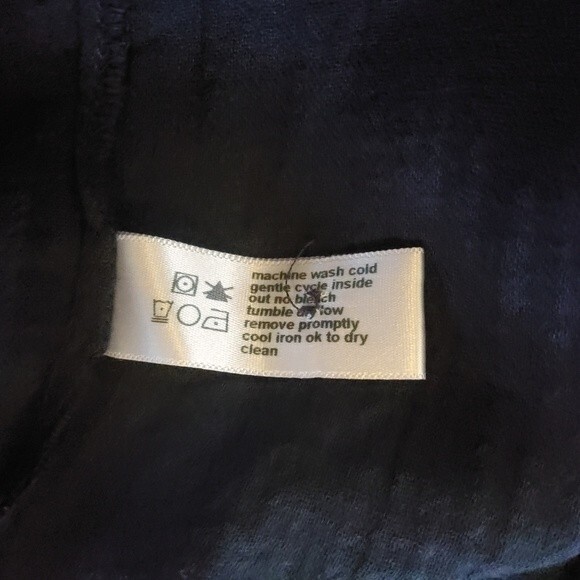 machine wash cold
gentle cycle inside
out no bleach
tumble dry low
remove promptly
cool iron ok to dry
clean